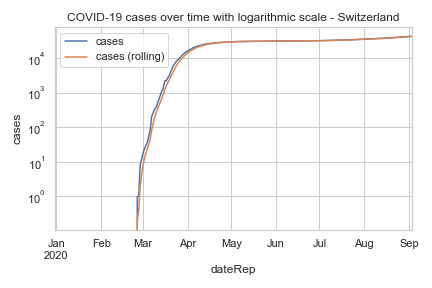 COVID-19 cases over time with logarithmic scale - Switzerland
cases
cases (rolling)
10⁴
10³
10²
10¹
10⁰
cases
Jan Feb Mar Apr May Jun Jul Aug Sep
2020
dateRep